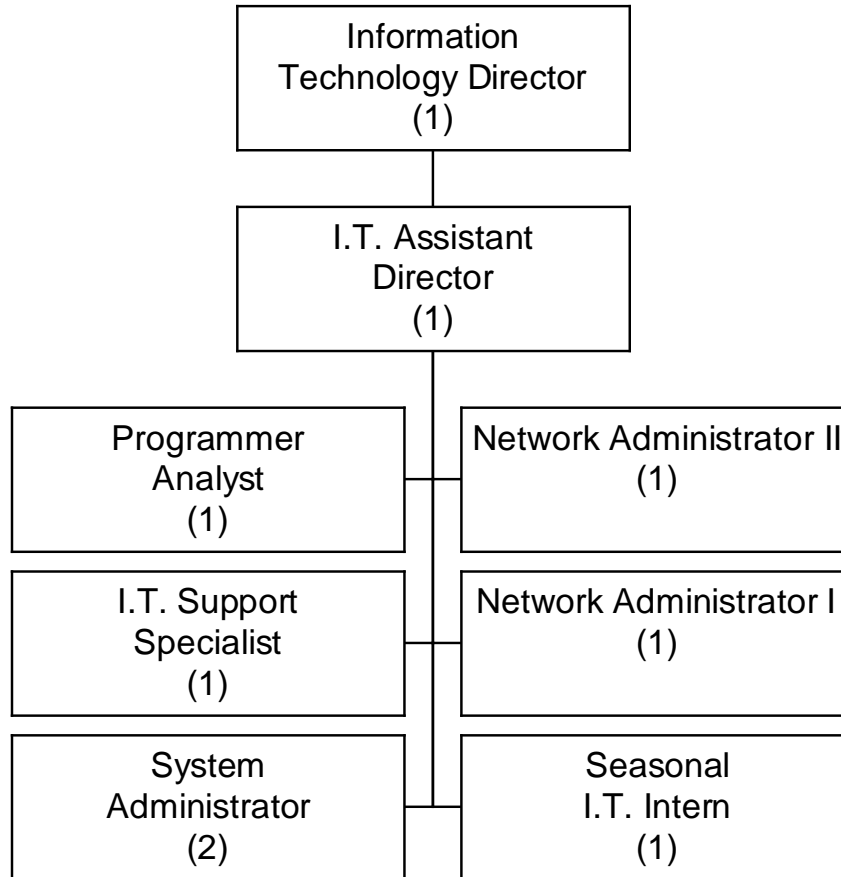 Information
Technology Director
(1)
I.T. Assistant
Director
(1)
Programmer
Analyst
(1)
Network Administrator II
(1)
I.T. Support
Specialist
(1)
Network Administrator I
(1)
System
Administrator
(2)
Seasonal
I.T. Intern
(1)